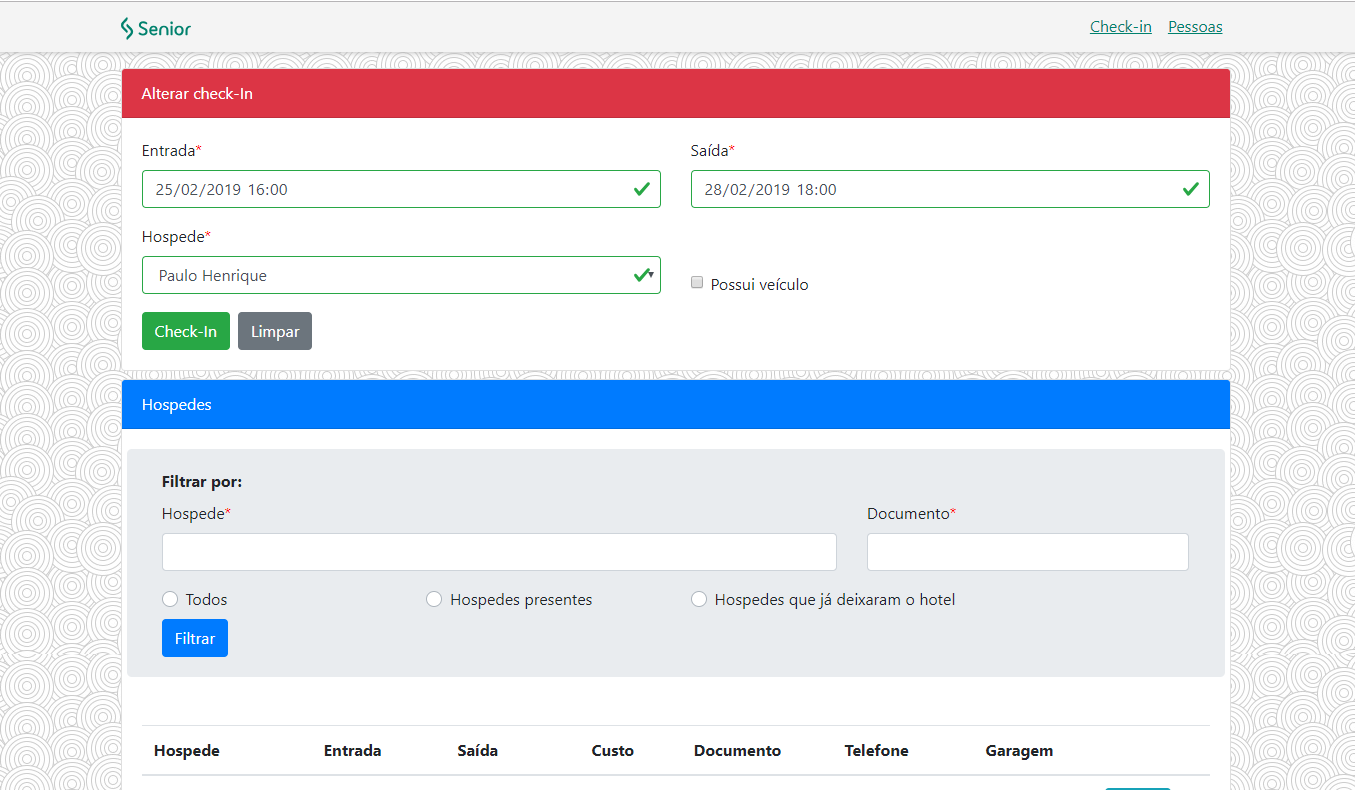 Senior Check-in Pessoas
Alterar check-In
Entrada* Saída*
25/02/2019 16:00 28/02/2019 18:00
Hospede*
Paulo Henrique Possui veículo
Check-In Limpar
Hospedes
Filtrar por:
Hospede* Documento*
Todos Hospedes presentes Hospedes que já deixaram o hotel
Filtrar
Hospede Entrada Saída Custo Documento Telefone Garagem